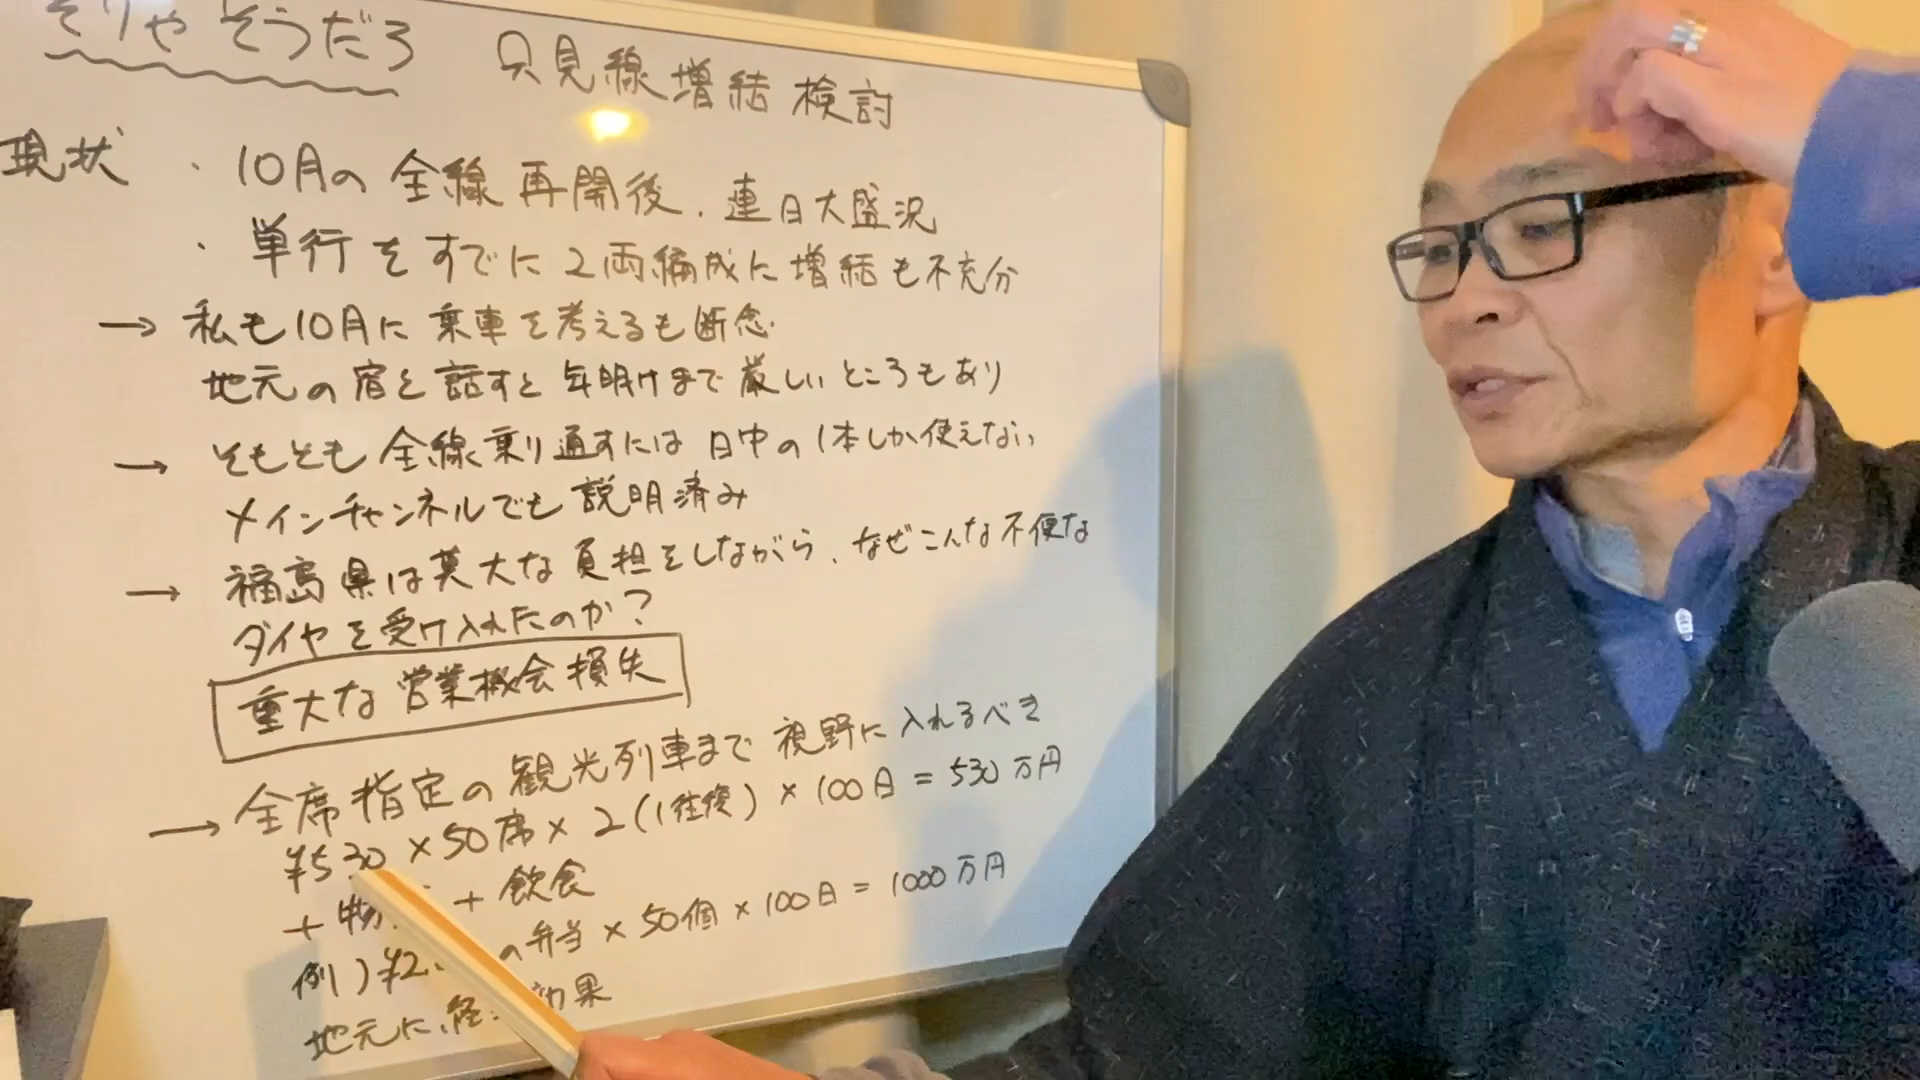 そりゃそうだろ
只見線増結検討
現状 ・10月の全線再開後、連日大盛況
・単行をすでに2両編成に増結も不充分
→ 私も10月に乗車を考えるも断念
地元の宿と話すと年明けまで厳しいところもあり
→ そもそも全線乗り通すには日中の1本しか使えない
メインチャンネルでも説明済み
→ 福島県は莫大な負担をしながら、なぜこんな不便な
ダイヤを受け入れたのか?
重大な営業機会損失
→ 全席指定の観光列車まで視野に入れるべき
¥530×50席×2(1往復)×100日=530万円
+物 +飲食
例)¥2, の弁当×50個×100日=1000万円
地元に経 効果